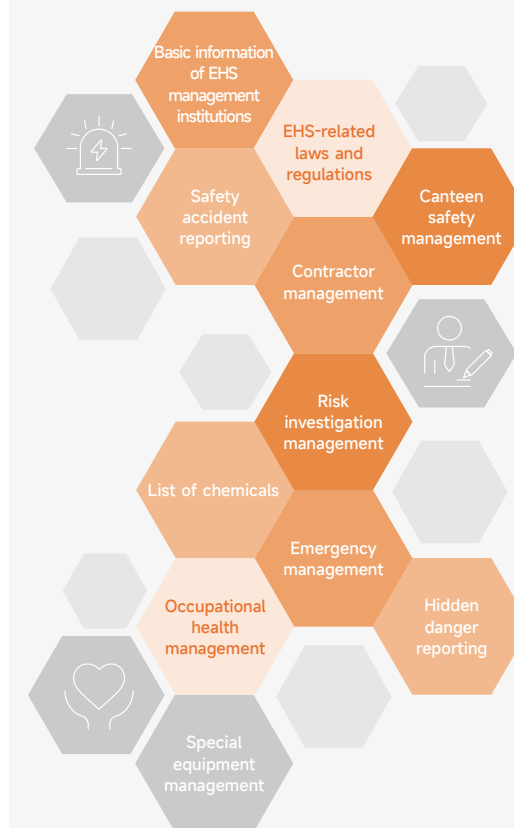 Basic information
of EHS
management
institutions
EHS-related
laws and
regulations
Safety
accident
reporting
Canteen
safety
management
Contractor
management
Risk
investigation
management
List of chemicals
Emergency
management
Occupational
health
management
Hidden
danger
reporting
Special
equipment
management